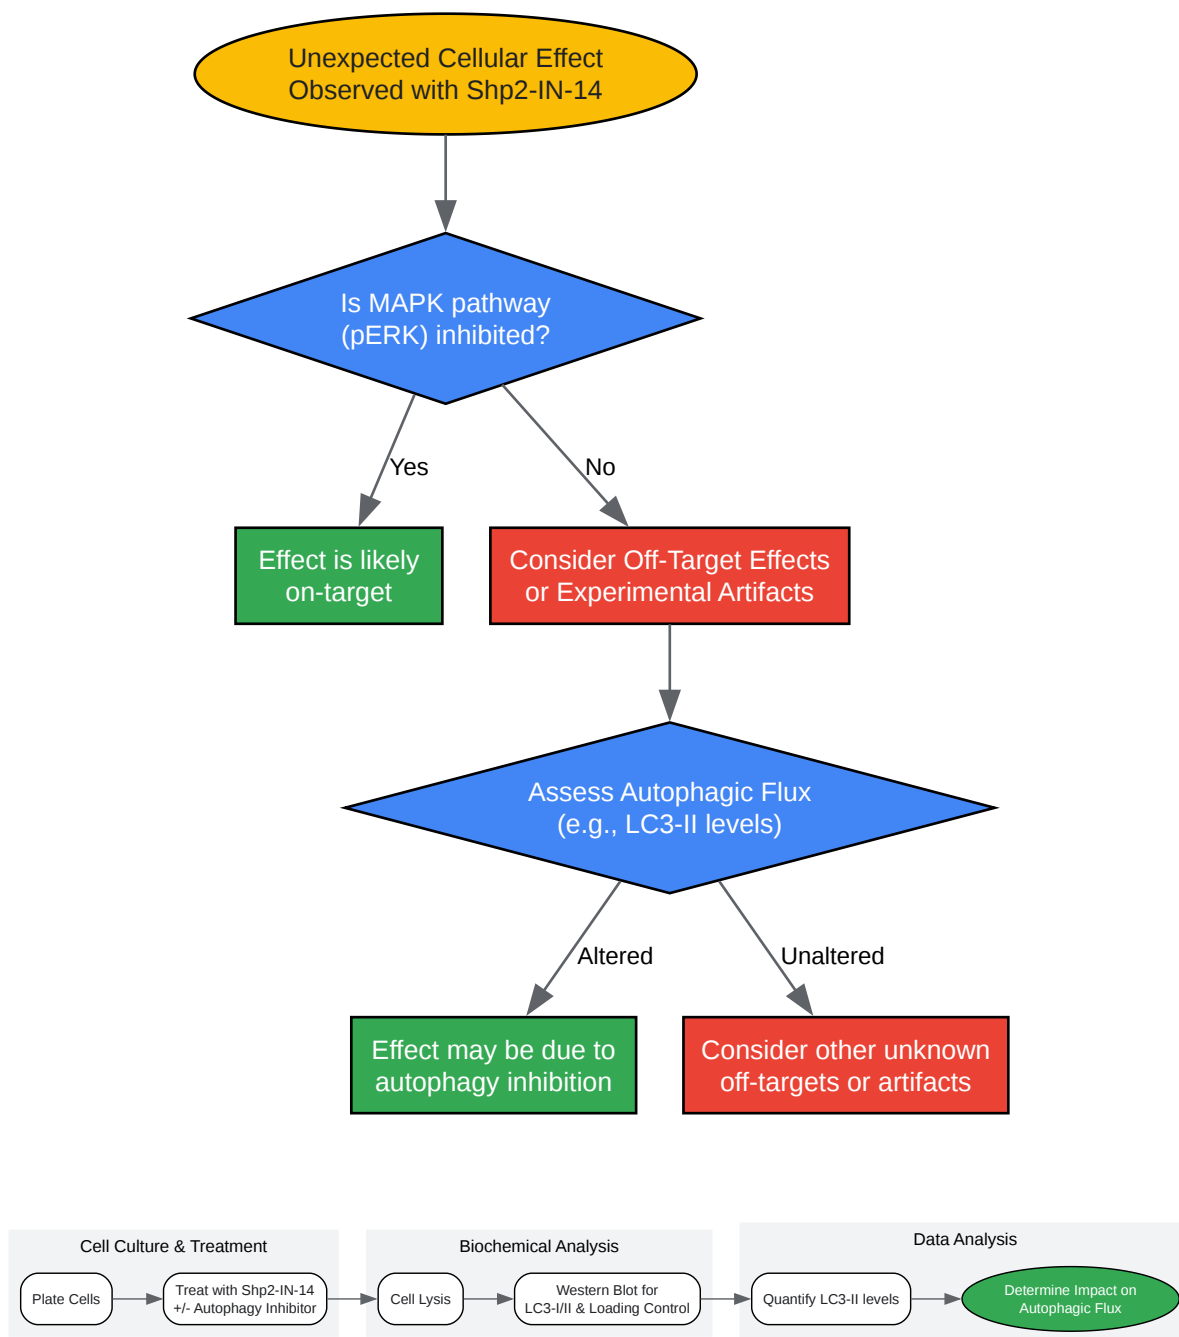 Unexpected Cellular Effect
Observed with Shp2-IN-14
Is MAPK pathway
(pERK) inhibited?
Yes
No
Effect is likely
on-target
Consider Off-Target Effects
or Experimental Artifacts
Assess Autophagic Flux
(e.g., LC3-II levels)
Altered
Unaltered
Effect may be due to
autophagy inhibition
Consider other unknown
off-targets or artifacts
Cell Culture & Treatment
Plate Cells
Treat with Shp2-IN-14
+/- Autophagy Inhibitor
Biochemical Analysis
Cell Lysis
Western Blot for
LC3-I/II & Loading Control
Data Analysis
Quantify LC3-II levels
Determine Impact on
Autophagic Flux